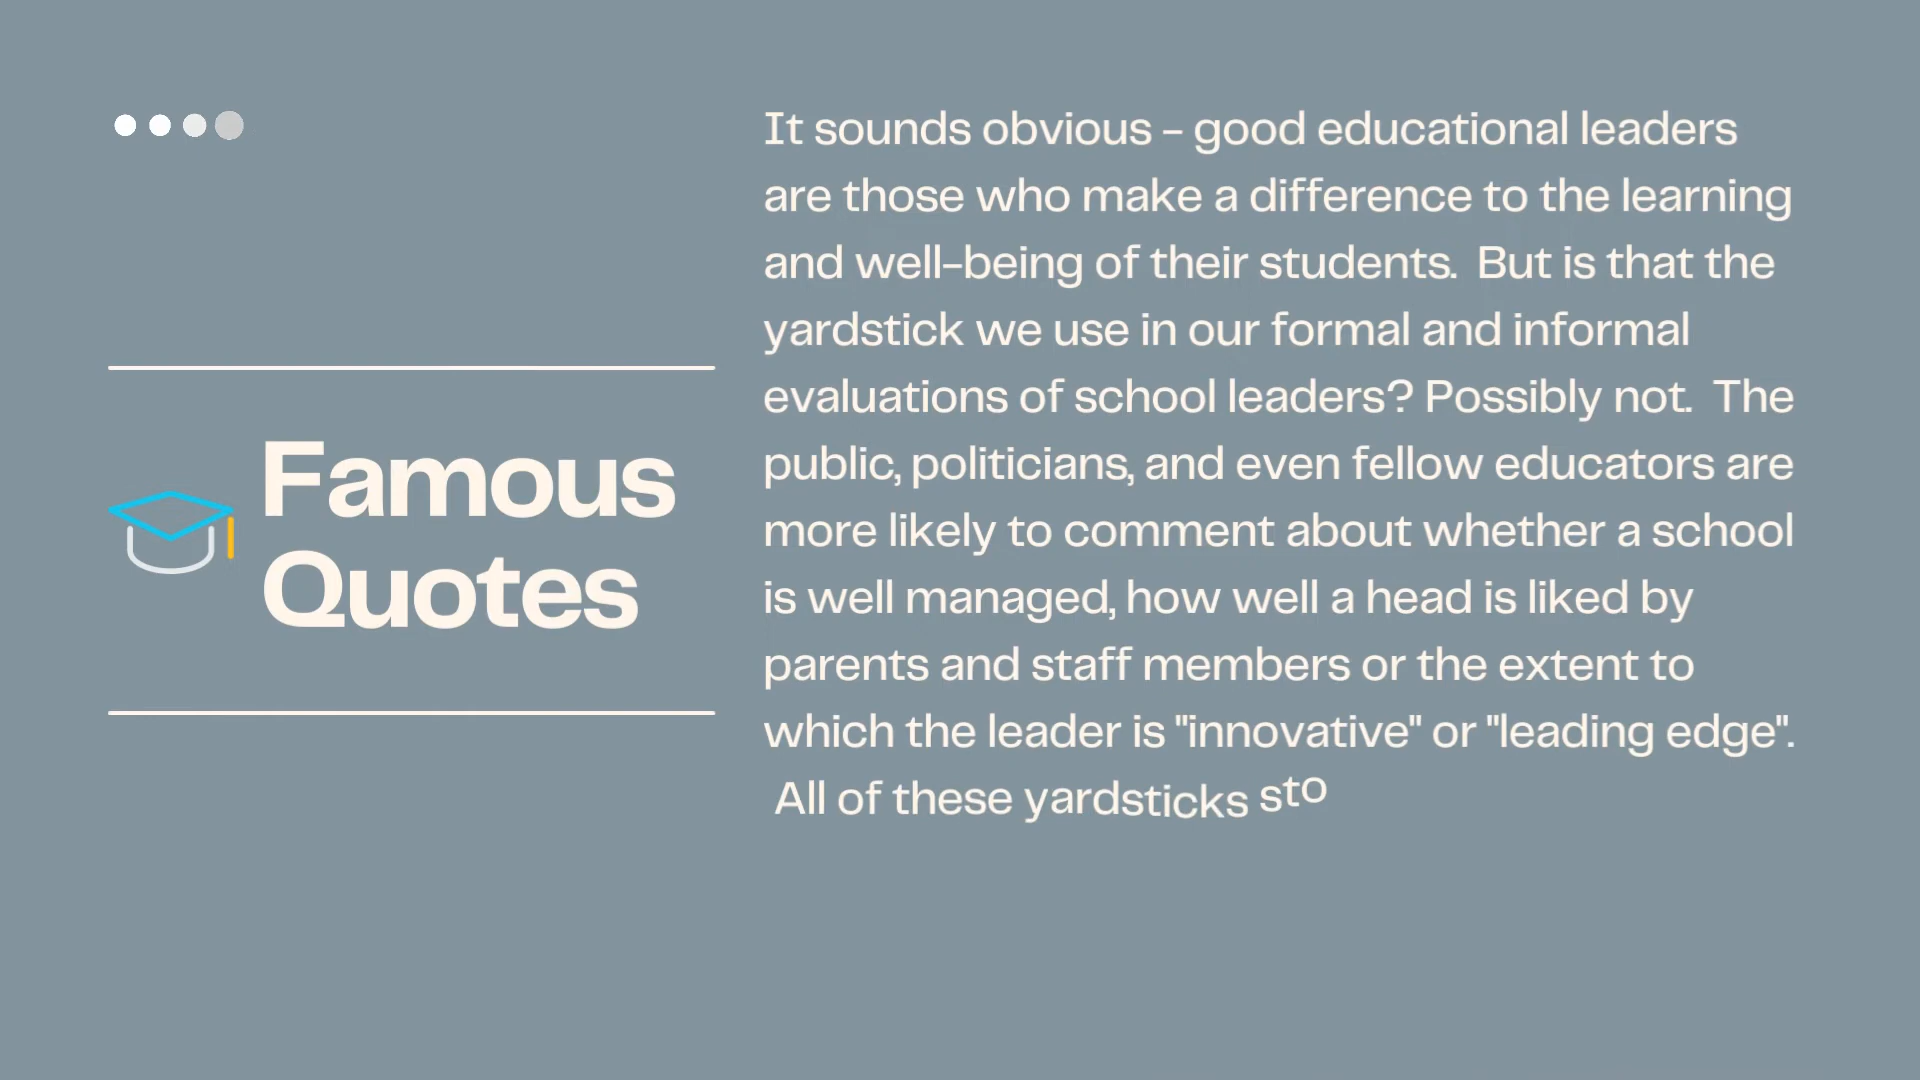 Famous
Quotes
It sounds obvious - good educational leaders
are those who make a difference to the learning
and well-being of their students.  But is that the
yardstick we use in our formal and informal
evaluations of school leaders? Possibly not.  The
public, politicians, and even fellow educators are
more likely to comment about whether a school
is well managed, how well a head is liked by
parents and staff members or the extent to
which the leader is "innovative" or "leading edge".
All of these yardsticks sto